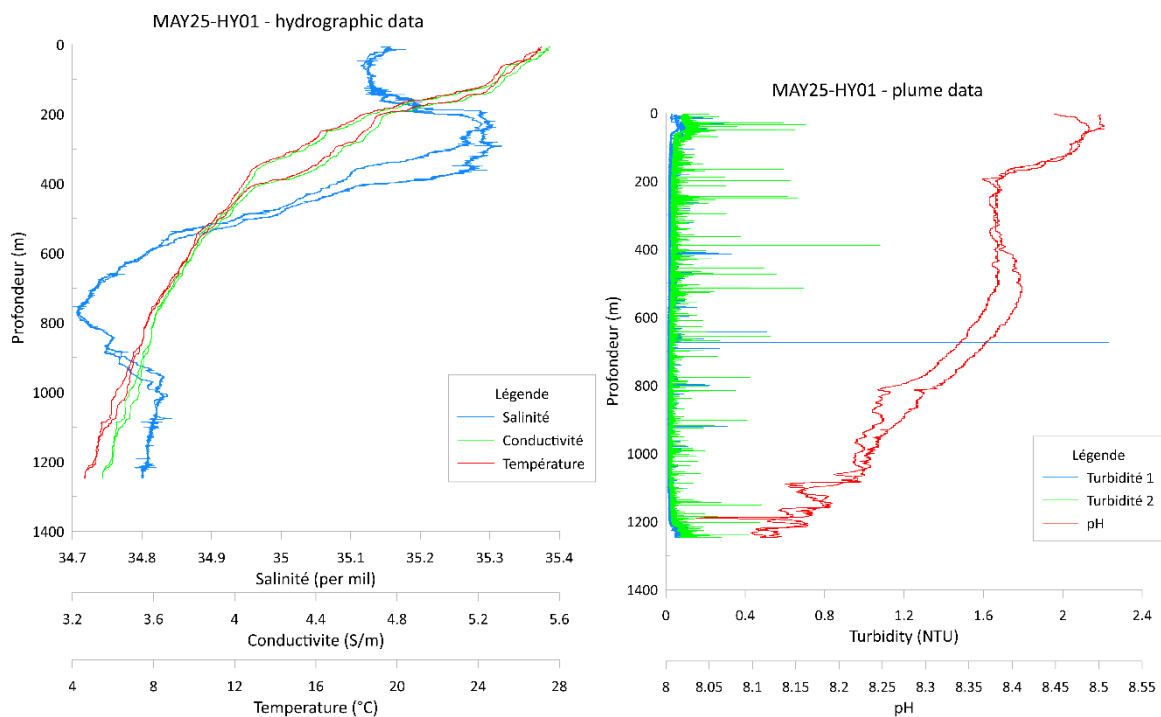 MAY25-HY01 - hydrographic data
0
200
400
600
800
1000
1200
1400
Profondeur (m)
Légende
Salinité
Conductivité
Température
34.7 34.8 34.9 35 35.1 35.2 35.3 35.4
Salinité (per mil)
3.2 3.6 4 4.4 4.8 5.2 5.6
Conductivite (S/m)
4 8 12 16 20 24 28
Temperature (°C)
MAY25-HY01 - plume data
0
200
400
600
800
1000
1200
1400
Profondeur (m)
Légende
Turbidité 1
Turbidité 2
pH
0 0.4 0.8 1.2 1.6 2 2.4
Turbidity (NTU)
8 8.05 8.1 8.15 8.2 8.25 8.3 8.35 8.4 8.45 8.5 8.55
pH